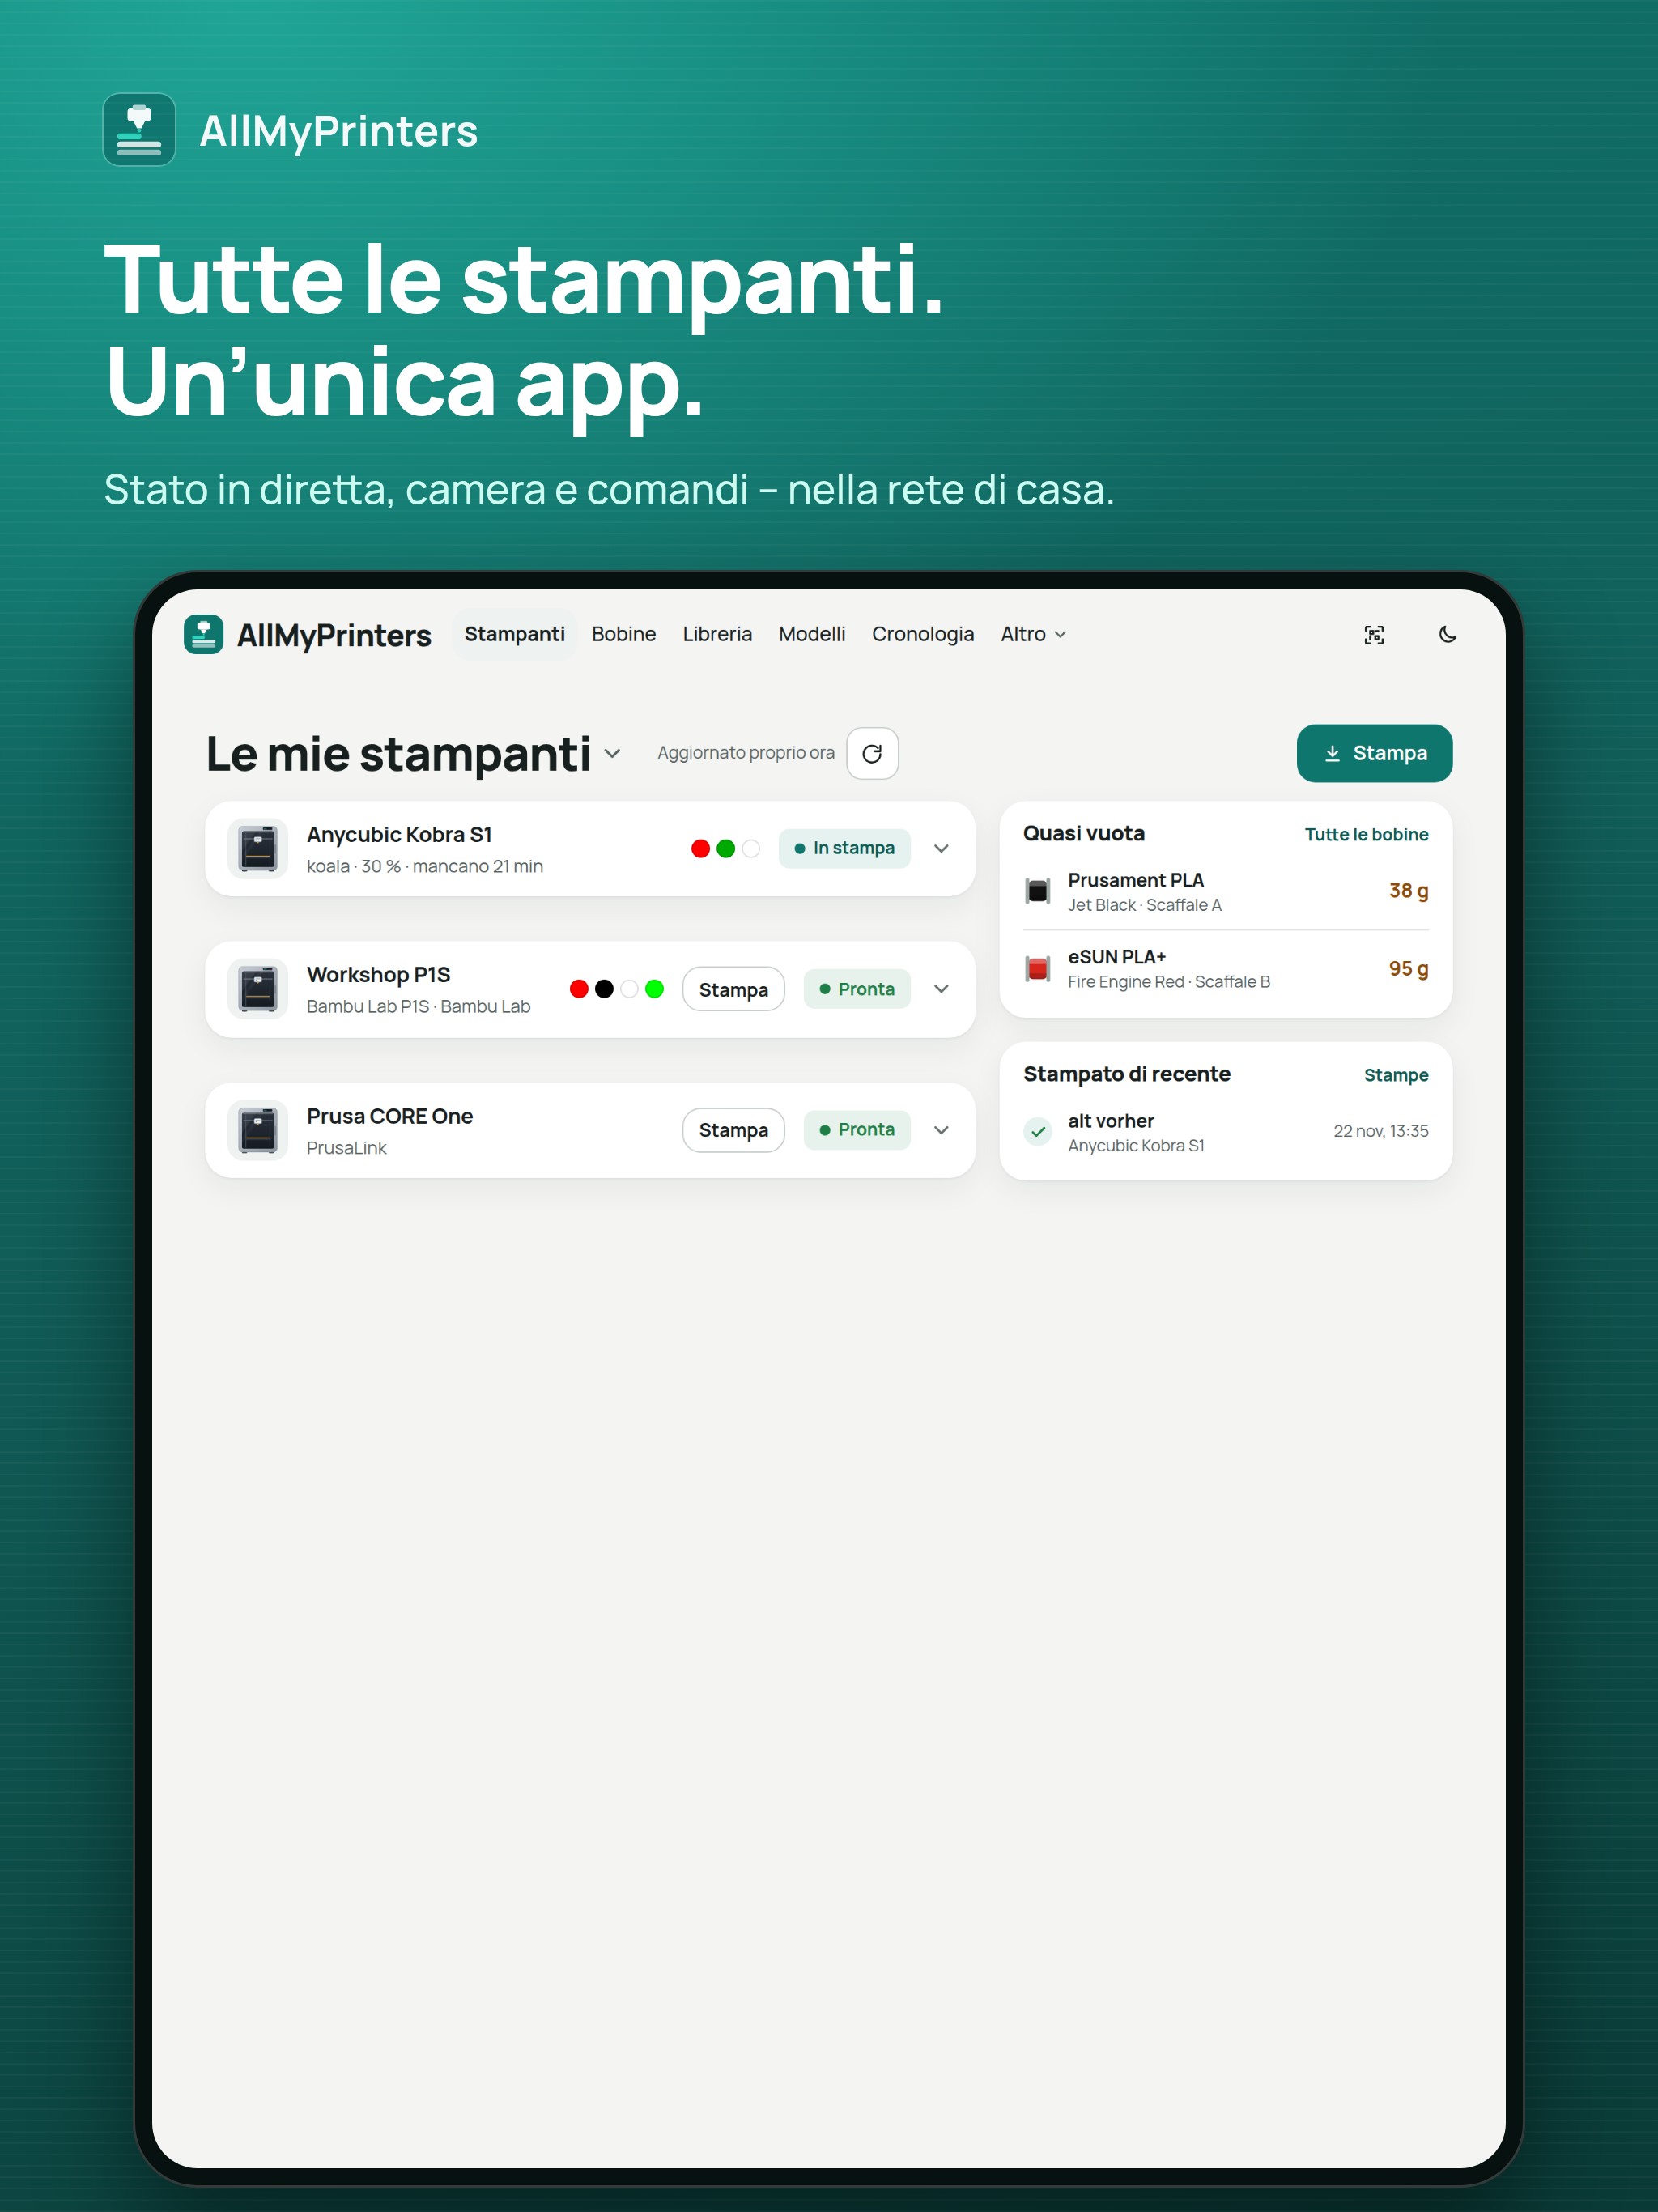 AllMyPrinters
Tutte le stampanti.
Un’unica app.
Stato in diretta, camera e comandi – nella rete di casa.
AllMyPrinters Stampanti Bobine Libreria Modelli Cronologia Altro
Le mie stampanti Aggiornato proprio ora Stampa
Anycubic Kobra S1
koala · 30 % · mancano 21 min
In stampa
Workshop P1S
Bambu Lab P1S · Bambu Lab
Stampa Pronta
Prusa CORE One
PrusaLink
Stampa Pronta
Quasi vuota Tutte le bobine
Prusament PLA
Jet Black · Scaffale A
38 g
eSUN PLA+
Fire Engine Red · Scaffale B
95 g
Stampato di recente Stampe
alt vorher
Anycubic Kobra S1
22 nov, 13:35